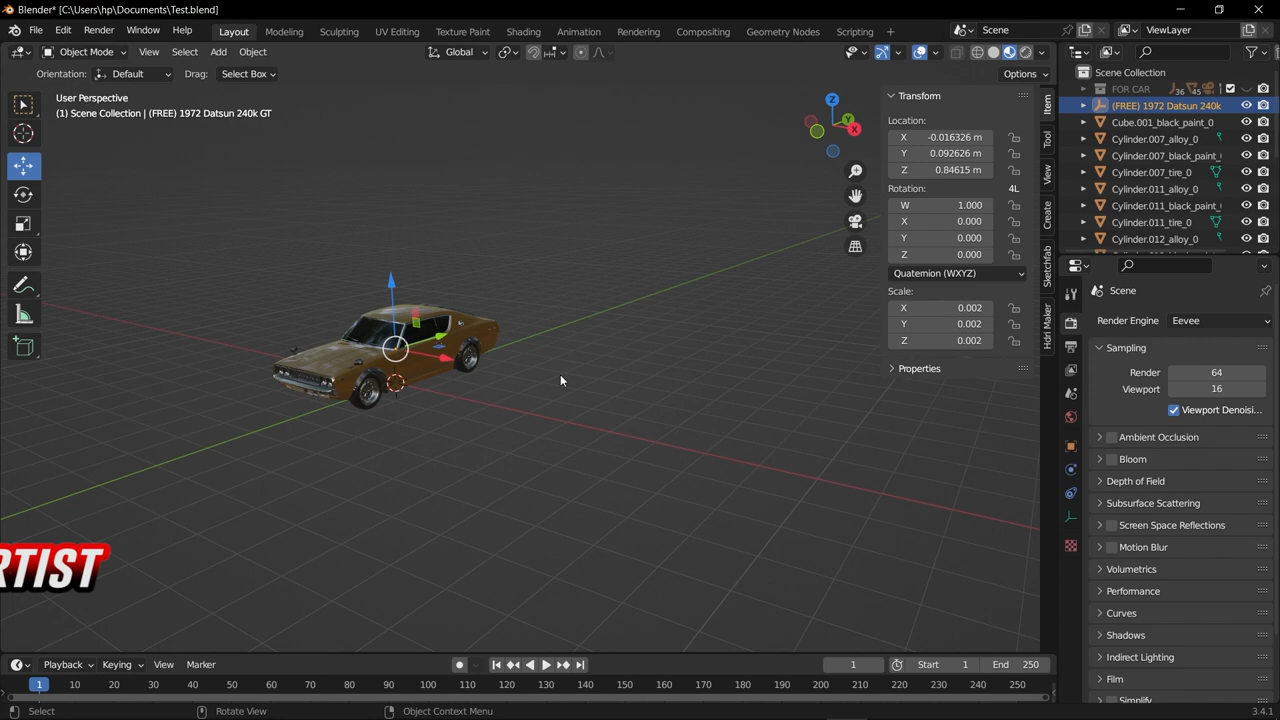 Blender* [C:\Users\hp\Documents\Test.blend]
File Edit Render Window Help Layout Modeling Sculpting UV Editing Texture Paint Shading Animation Rendering Compositing Geometry Nodes Scripting + Scene ViewLayer
Object Mode View Select Add Object Global
Orientation: Default Drag: Select Box Options
User Perspective
(1) Scene Collection | (FREE) 1972 Datsun 240k GT
Z
Y
X
Transform
Location:
X -0.016326 m
Y 0.092626 m
Z 0.84615 m
Rotation: 4L
W 1.000
X 0.000
Y 0.000
Z 0.000
Quaternion (WXYZ)
Scale:
X 0.002
Y 0.002
Z 0.002
Properties
Item
Tool
View
Create
Sketchfab
Hdri Maker
Scene Collection
FOR CAR 36 45
(FREE) 1972 Datsun 240k
Cube.001_black_paint_0
Cylinder.007_alloy_0
Cylinder.007_black_paint_
Cylinder.007_tire_0
Cylinder.011_alloy_0
Cylinder.011_black_paint_
Cylinder.011_tire_0
Cylinder.012_alloy_0
Scene
Render Engine Eevee
Sampling
Render 64
Viewport 16
Viewport Denoisi...
Ambient Occlusion
Bloom
Depth of Field
Subsurface Scattering
Screen Space Reflections
Motion Blur
Volumetrics
Performance
Curves
Shadows
Indirect Lighting
Film
Simplify
RTIST
Playback Keying View Marker 1 Start 1 End 250
1 10 20 30 40 50 60 70 80 90 100 110 120 130 140 150 160 170 180 190 200 210 220 230 240 250
Select Rotate View Object Context Menu 3.4.1